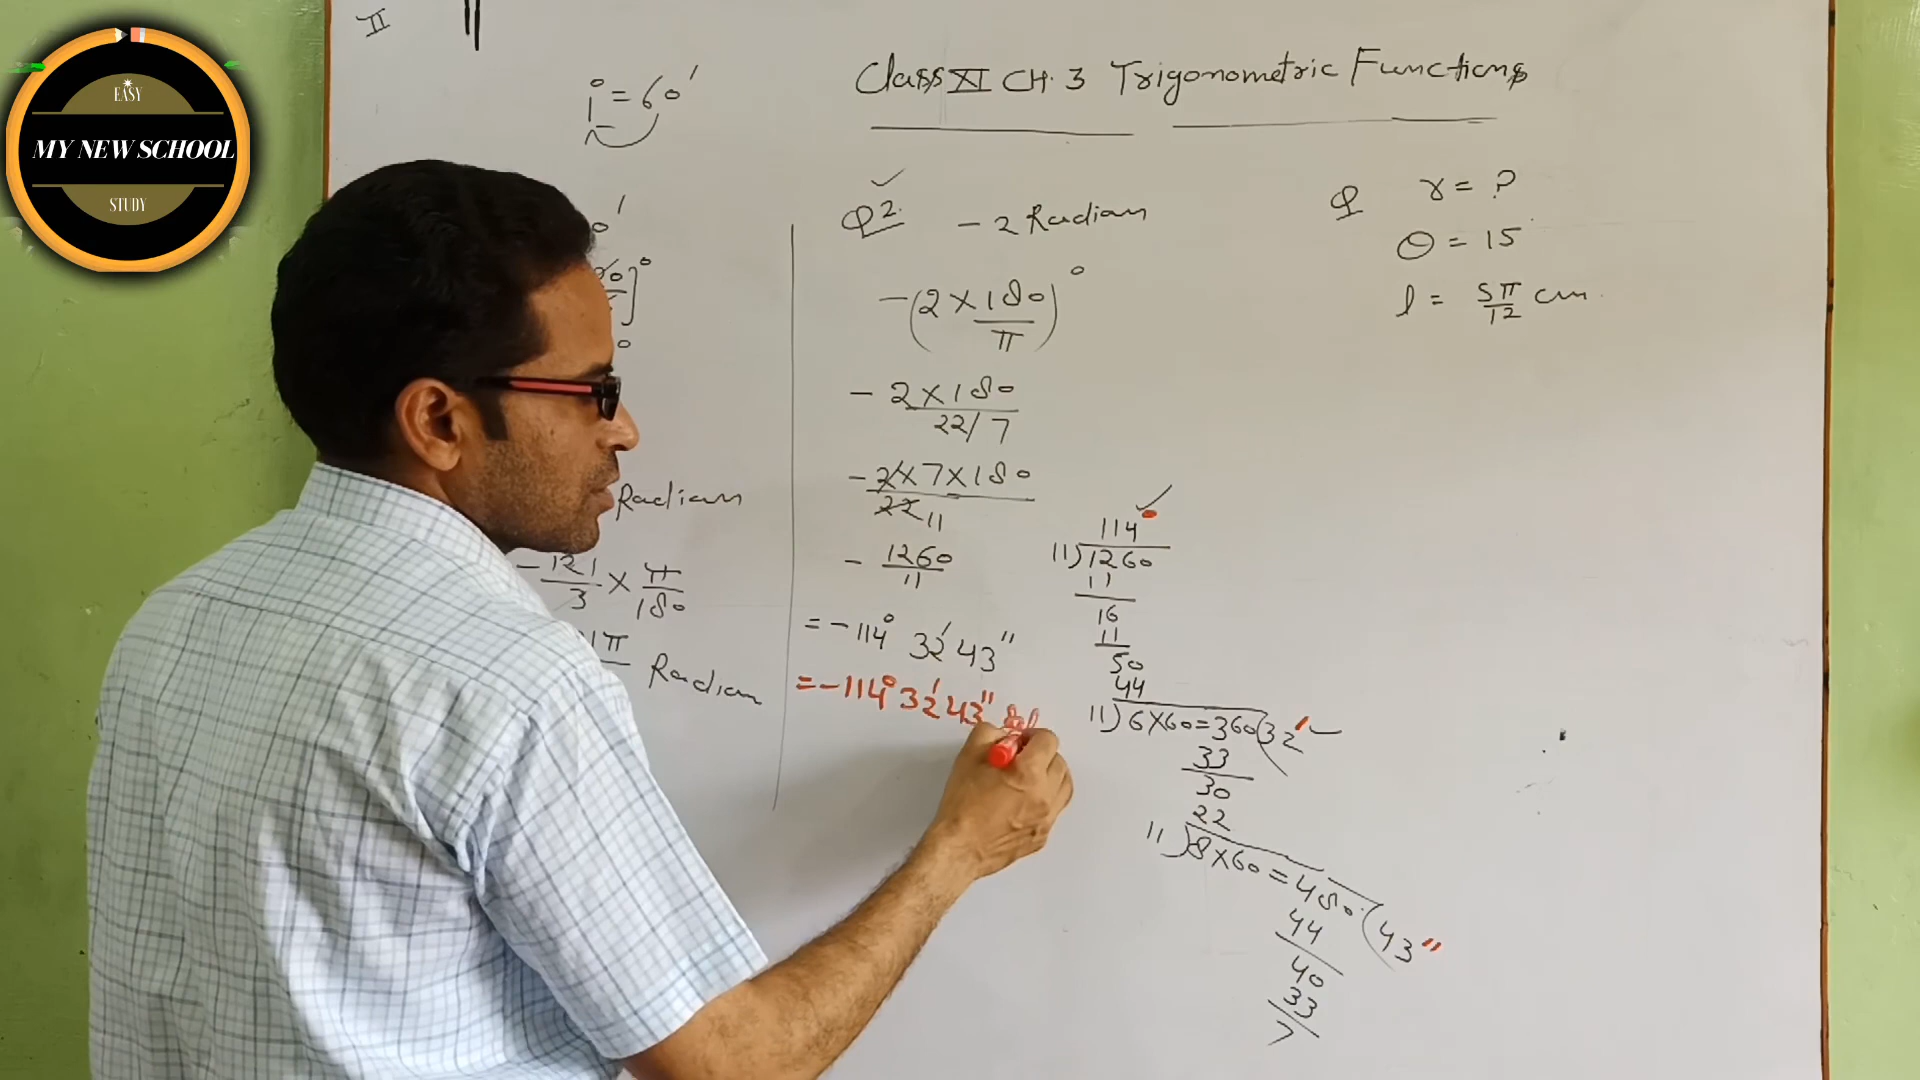 EASY
MY NEW SCHOOL
STUDY
II
1° = 60′
Class XI CH. 3 Trigonometric Functions
Radian
- 121/3 × π/180
Radian
Q 2. - 2 Radian
- (2 × 180/π)°
- 2 × 180
22/7
- 2 × 7 × 180
22 11
- 1260/11
= - 114° 32′ 43″
= - 114° 32′ 43″
114°
11)1260
11
16
11
50
44
11)6×60=360(32′
33
30
22
11)8×60=480(43″
44
40
33
7
Q r = ?
θ = 15
l = 5π/12 cm.